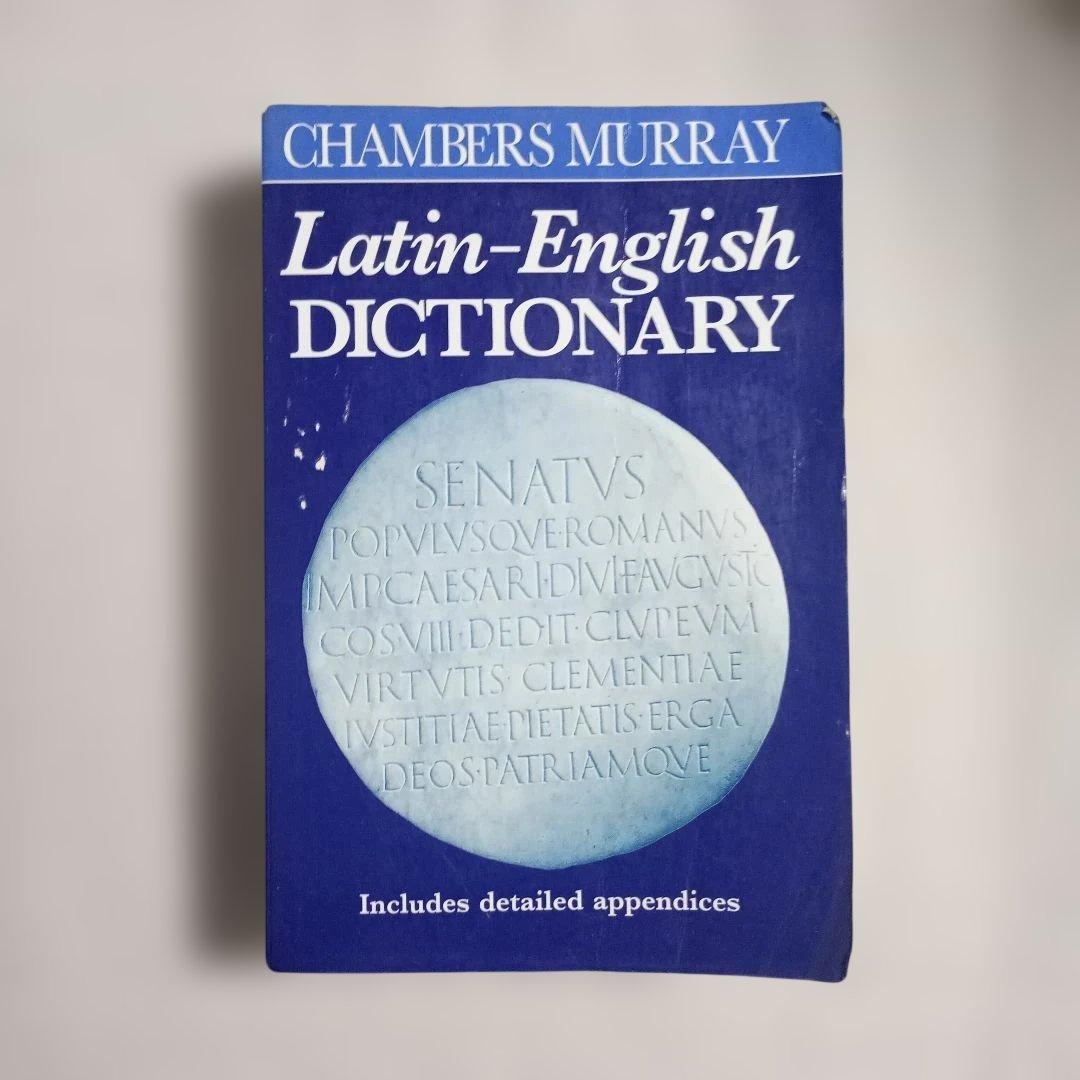 CHAMBERS MURRAY
Latin-English
DICTIONARY
SENATVS
POPVLVSQVE·ROMANVS
IMP·CAESARI·DIVI·F·AVGVSTO
COS·VIII·DEDIT·CLVPEVM
VIRTVTIS·CLEMENTIAE
IVSTITIAE·PIETATIS·ERGA
DEOS·PATRIAMQVE
Includes detailed appendices